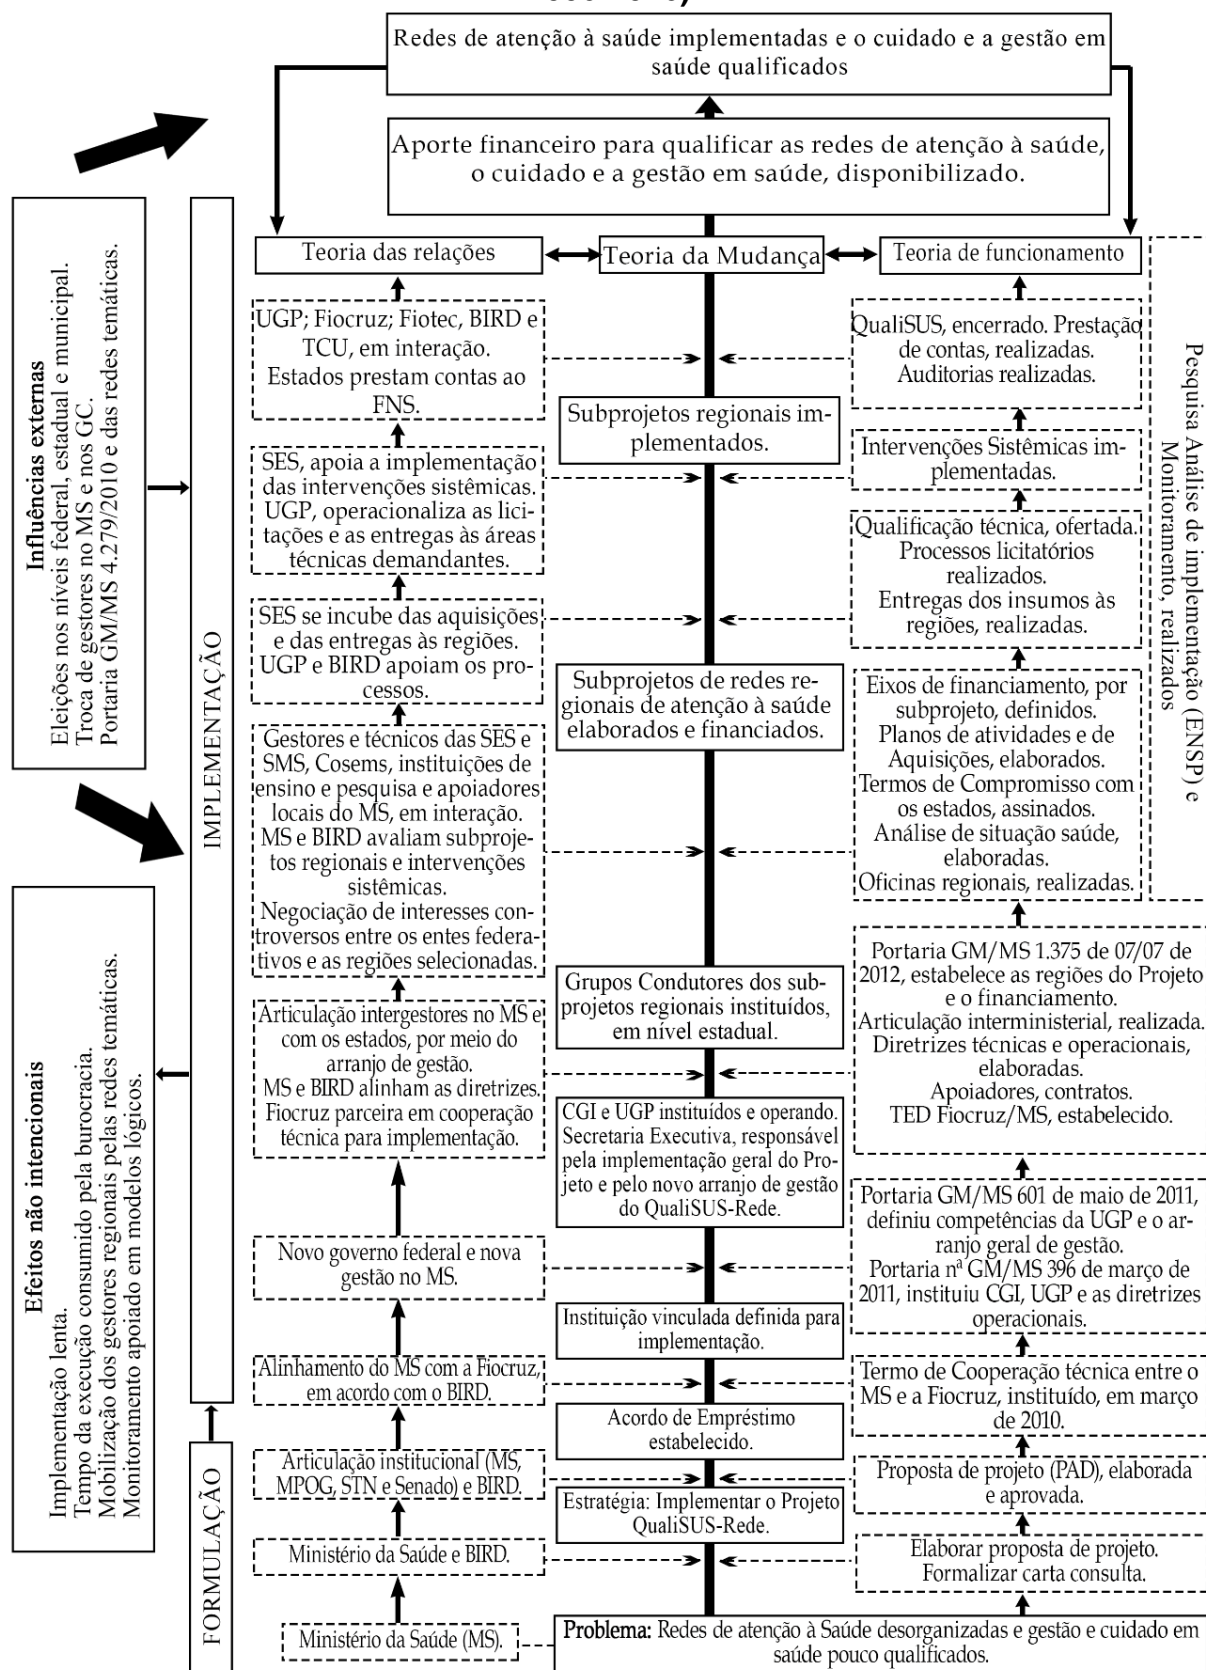 Redes de atenção à saúde implementadas e o cuidado e a gestão em
saúde qualificados
Aporte financeiro para qualificar as redes de atenção à saúde,
o cuidado e a gestão em saúde, disponibilizado.
Teoria das relações
Teoria da Mudança
Teoria de funcionamento
Influências externas
Eleições nos níveis federal, estadual e municipal.
Troca de gestores no MS e nos GC.
Portaria GM/MS 4.279/2010 e das redes temáticas.
Efeitos não intencionais
Implementação lenta.
Tempo da execução consumido pela burocracia.
Mobilização dos gestores regionais pelas redes temáticas.
Monitoramento apoiado em modelos lógicos.
IMPLEMENTAÇÃO
FORMULAÇÃO
UGP; Fiocruz; Fiotec, BIRD e
TCU, em interação.
Estados prestam contas ao
FNS.
SES, apoia a implementação
das intervenções sistêmicas.
UGP, operacionaliza as lici-
tações e as entregas às áreas
técnicas demandantes.
SES se incube das aquisições
e das entregas às regiões.
UGP e BIRD apoiam os pro-
cessos.
Gestores e técnicos das SES e
SMS, Cosems, instituições de
ensino e pesquisa e apoiadores
locais do MS, em interação.
MS e BIRD avaliam subproje-
tos regionais e intervenções
sistêmicas.
Negociação de interesses con-
troversos entre os entes federa-
tivos e as regiões selecionadas.
Articulação intergestores no MS e
com os estados, por meio do
arranjo de gestão.
MS e BIRD alinham as diretrizes.
Fiocruz parceira em cooperação
técnica para implementação.
Novo governo federal e nova
gestão no MS.
Alinhamento do MS com a Fiocruz,
em acordo com o BIRD.
Articulação institucional (MS,
MPOG, STN e Senado) e BIRD.
Ministério da Saúde e BIRD.
Ministério da Saúde (MS).
Subprojetos regionais im-
plementados.
Subprojetos de redes re-
gionais de atenção à saúde
elaborados e financiados.
Grupos Condutores dos sub-
projetos regionais instituídos,
em nível estadual.
CGI e UGP instituídos e operando.
Secretaria Executiva, responsável
pela implementação geral do Pro-
jeto e pelo novo arranjo de gestão
do QualiSUS-Rede.
Instituição vinculada definida para
implementação.
Acordo de Empréstimo
estabelecido.
Estratégia: Implementar o Projeto
QualiSUS-Rede.
Problema: Redes de atenção à Saúde desorganizadas e gestão e cuidado em
saúde pouco qualificados.
QualiSUS, encerrado. Prestação
de contas, realizadas.
Auditorias realizadas.
Intervenções Sistêmicas im-
plementadas.
Qualificação técnica, ofertada.
Processos licitatórios
realizados.
Entregas dos insumos às
regiões, realizadas.
Eixos de financiamento, por
subprojeto, definidos.
Planos de atividades e de
Aquisições, elaborados.
Termos de Compromisso com
os estados, assinados.
Análise de situação saúde,
elaboradas.
Oficinas regionais, realizadas.
Portaria GM/MS 1.375 de 07/07 de
2012, estabelece as regiões do Projeto
e o financiamento.
Articulação interministerial, realizada.
Diretrizes técnicas e operacionais,
elaboradas.
Apoiadores, contratos.
TED Fiocruz/MS, estabelecido.
Portaria GM/MS 601 de maio de 2011,
definiu competências da UGP e o ar-
ranjo geral de gestão.
Portaria nª GM/MS 396 de março de
2011, instituiu CGI, UGP e as diretrizes
operacionais.
Termo de Cooperação técnica entre o
MS e a Fiocruz, instituído, em março
de 2010.
Proposta de projeto (PAD), elaborada
e aprovada.
Elaborar proposta de projeto.
Formalizar carta consulta.
Pesquisa Análise de implementação (ENSP) e
Monitoramento, realizados